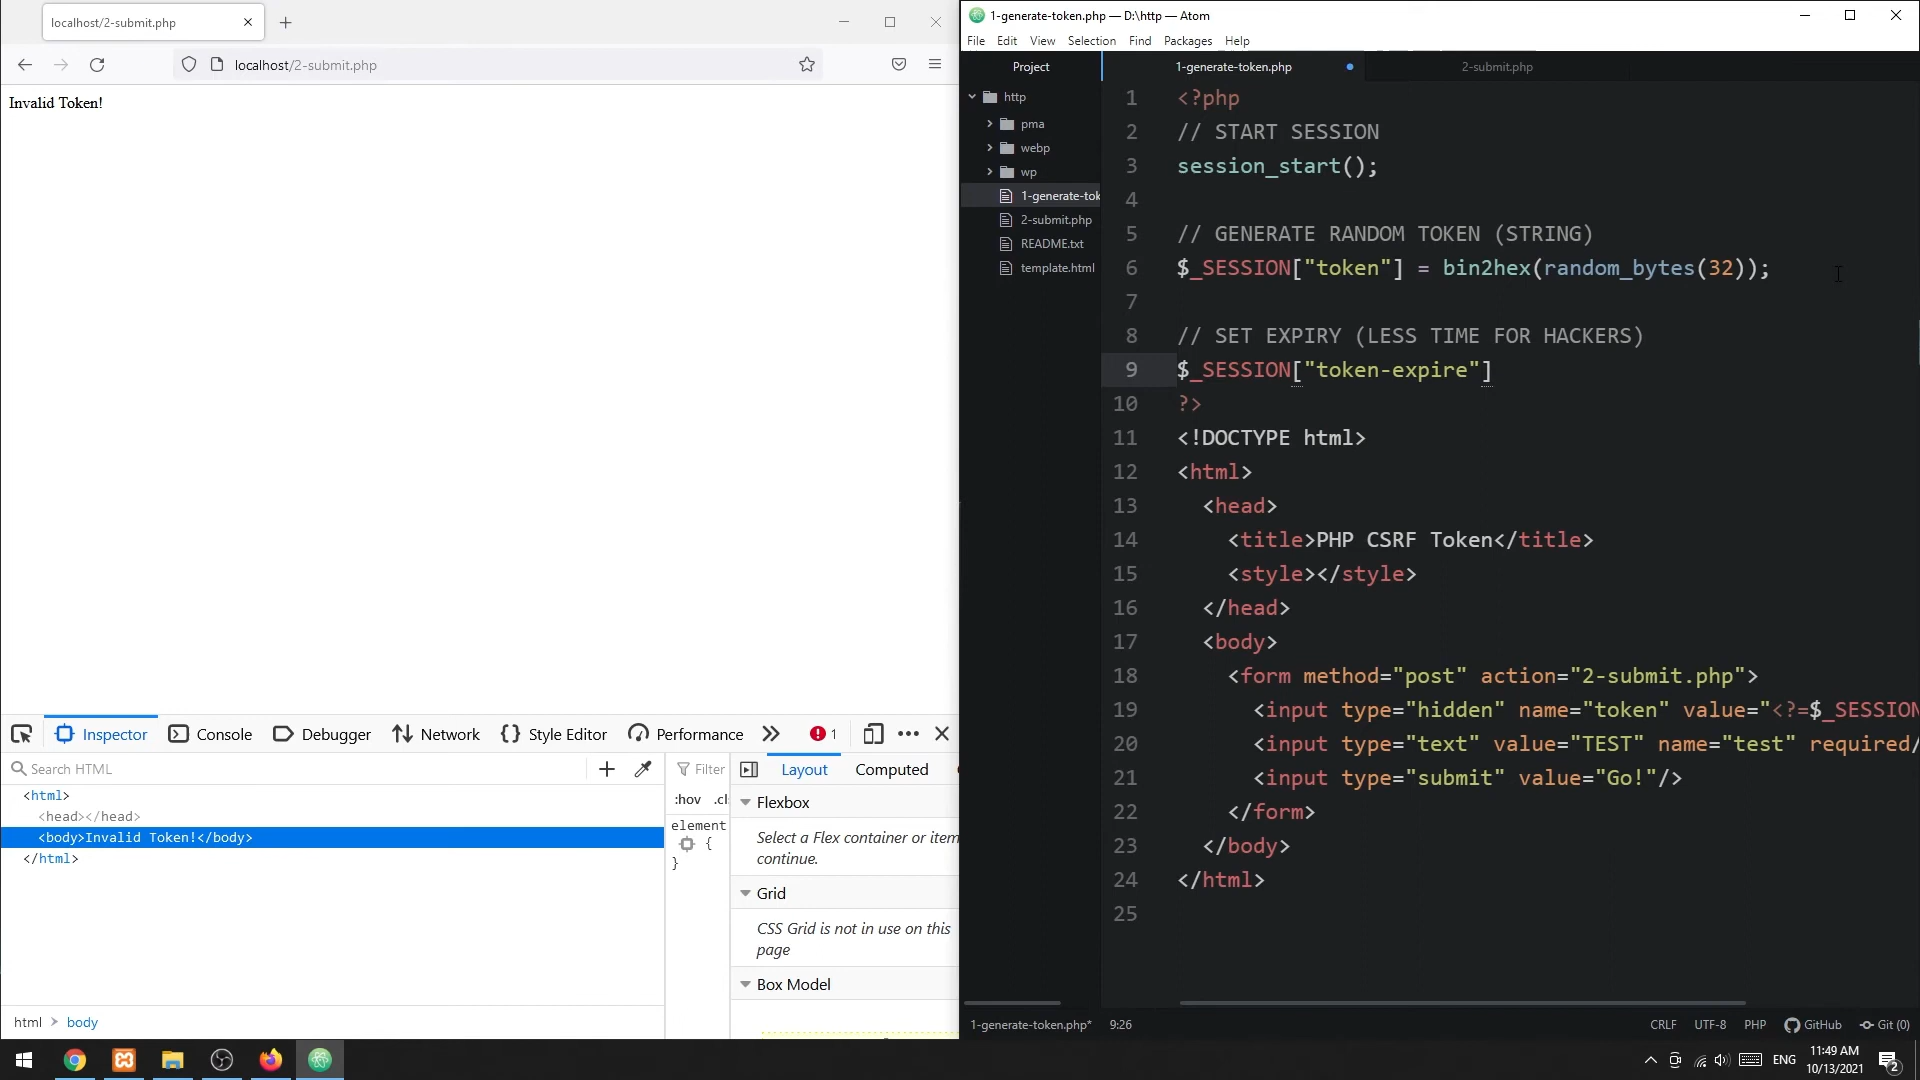 localhost/2-submit.php
localhost/2-submit.php
Invalid Token!
Inspector
Console
Debugger
Network
Style Editor
Performance
1
Search HTML
<html>
<head></head>
<body>Invalid Token!</body>
</html>
html > body
Filter
:hov .cls
element
{
}
Layout
Computed
Flexbox
Select a Flex container or item
continue.
Grid
CSS Grid is not in use on this
page
Box Model
1-generate-token.php — D:\http — Atom
File Edit View Selection Find Packages Help
Project
http
pma
webp
wp
1-generate-tok
2-submit.php
README.txt
template.html
1-generate-token.php
2-submit.php
1 <?php
2 // START SESSION
3 session_start();
4
5 // GENERATE RANDOM TOKEN (STRING)
6 $_SESSION["token"] = bin2hex(random_bytes(32));
7
8 // SET EXPIRY (LESS TIME FOR HACKERS)
9 $_SESSION["token-expire"]
10 ?>
11 <!DOCTYPE html>
12 <html>
13 <head>
14 <title>PHP CSRF Token</title>
15 <style></style>
16 </head>
17 <body>
18 <form method="post" action="2-submit.php">
19 <input type="hidden" name="token" value="<?=$_SESSION
20 <input type="text" value="TEST" name="test" required/
21 <input type="submit" value="Go!"/>
22 </form>
23 </body>
24 </html>
25
1-generate-token.php* 9:26
CRLF UTF-8 PHP GitHub Git (0)
ENG
11:49 AM
10/13/2021
2